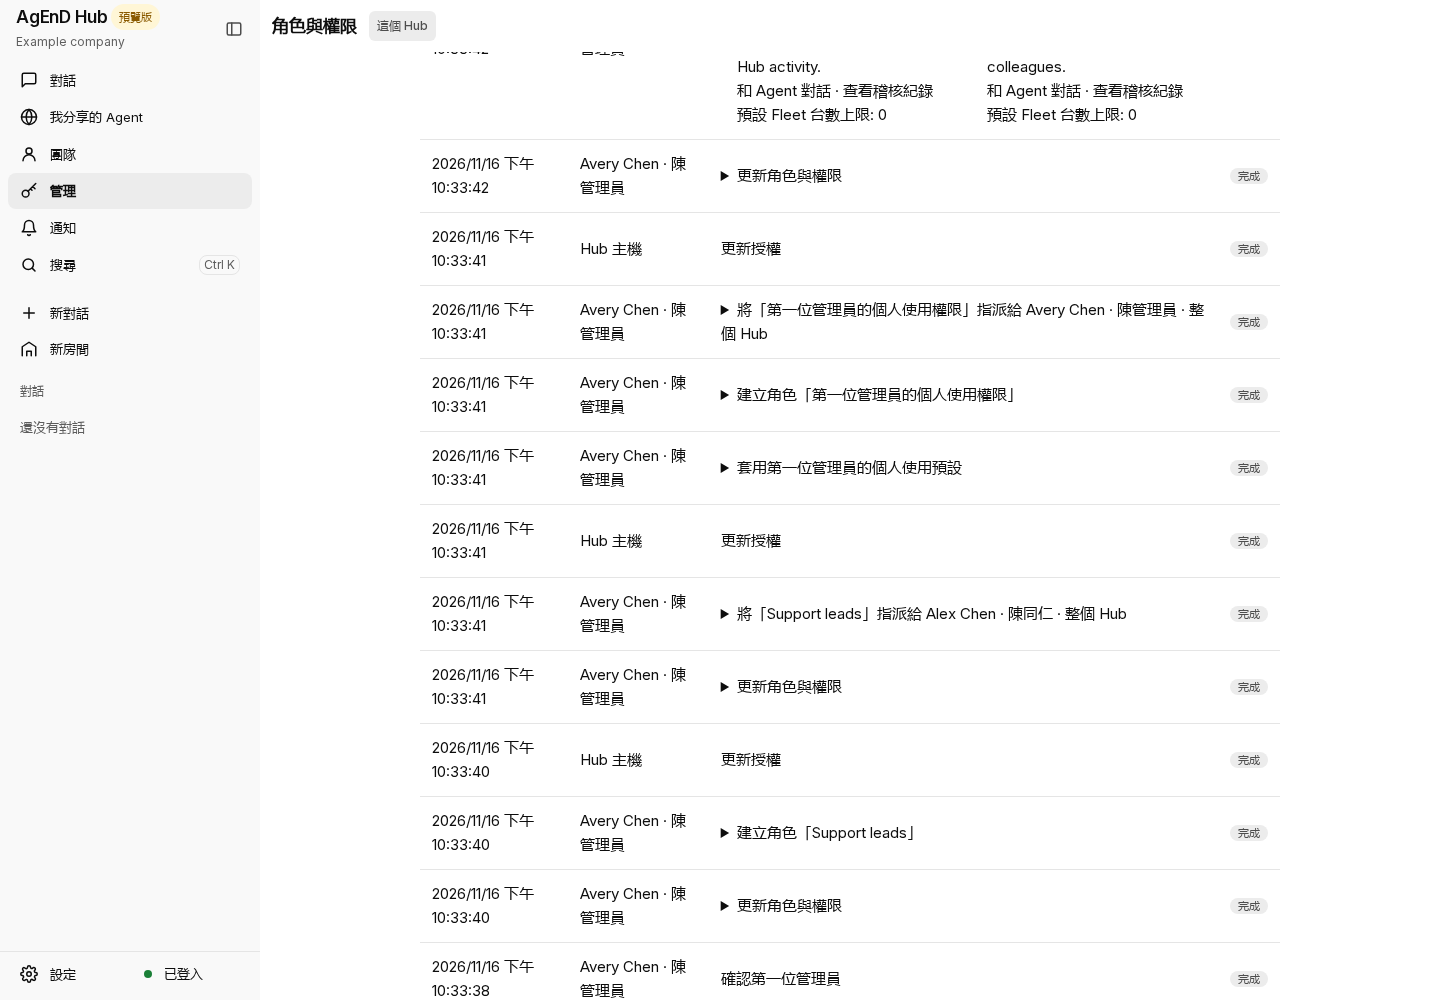 AgEnD Hub 預覽版
Example company
對話
我分享的 Agent
團隊
管理
通知
搜尋 Ctrl K
新對話
新房間
對話
還沒有對話
設定
已登入
角色與權限 這個 Hub
Hub activity.
和 Agent 對話 · 查看稽核紀錄
預設 Fleet 台數上限: 0
colleagues.
和 Agent 對話 · 查看稽核紀錄
預設 Fleet 台數上限: 0
2026/11/16 下午
10:33:42
Avery Chen · 陳
管理員
▶ 更新角色與權限
完成
2026/11/16 下午
10:33:41
Hub 主機
更新授權
完成
2026/11/16 下午
10:33:41
Avery Chen · 陳
管理員
▶ 將「第一位管理員的個人使用權限」指派給 Avery Chen · 陳管理員 · 整
個 Hub
完成
2026/11/16 下午
10:33:41
Avery Chen · 陳
管理員
▶ 建立角色「第一位管理員的個人使用權限」
完成
2026/11/16 下午
10:33:41
Avery Chen · 陳
管理員
▶ 套用第一位管理員的個人使用預設
完成
2026/11/16 下午
10:33:41
Hub 主機
更新授權
完成
2026/11/16 下午
10:33:41
Avery Chen · 陳
管理員
▶ 將「Support leads」指派給 Alex Chen · 陳同仁 · 整個 Hub
完成
2026/11/16 下午
10:33:41
Avery Chen · 陳
管理員
▶ 更新角色與權限
完成
2026/11/16 下午
10:33:40
Hub 主機
更新授權
完成
2026/11/16 下午
10:33:40
Avery Chen · 陳
管理員
▶ 建立角色「Support leads」
完成
2026/11/16 下午
10:33:40
Avery Chen · 陳
管理員
▶ 更新角色與權限
完成
2026/11/16 下午
10:33:38
Avery Chen · 陳
管理員
確認第一位管理員
完成